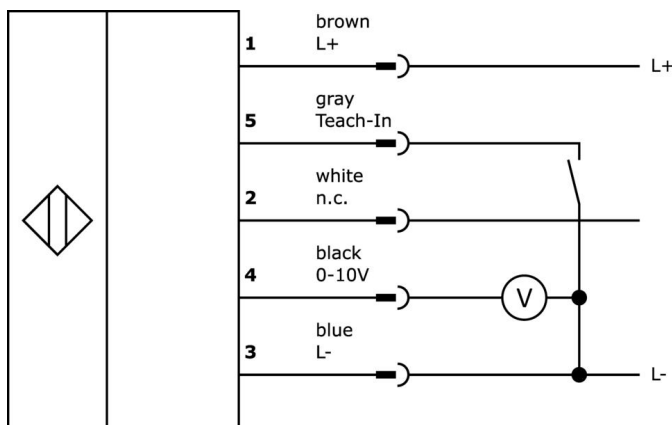 brown
1 L+ L+
gray
5 Teach-In
white
2 n.c.
black
4 0-10V V
blue
3 L- L-